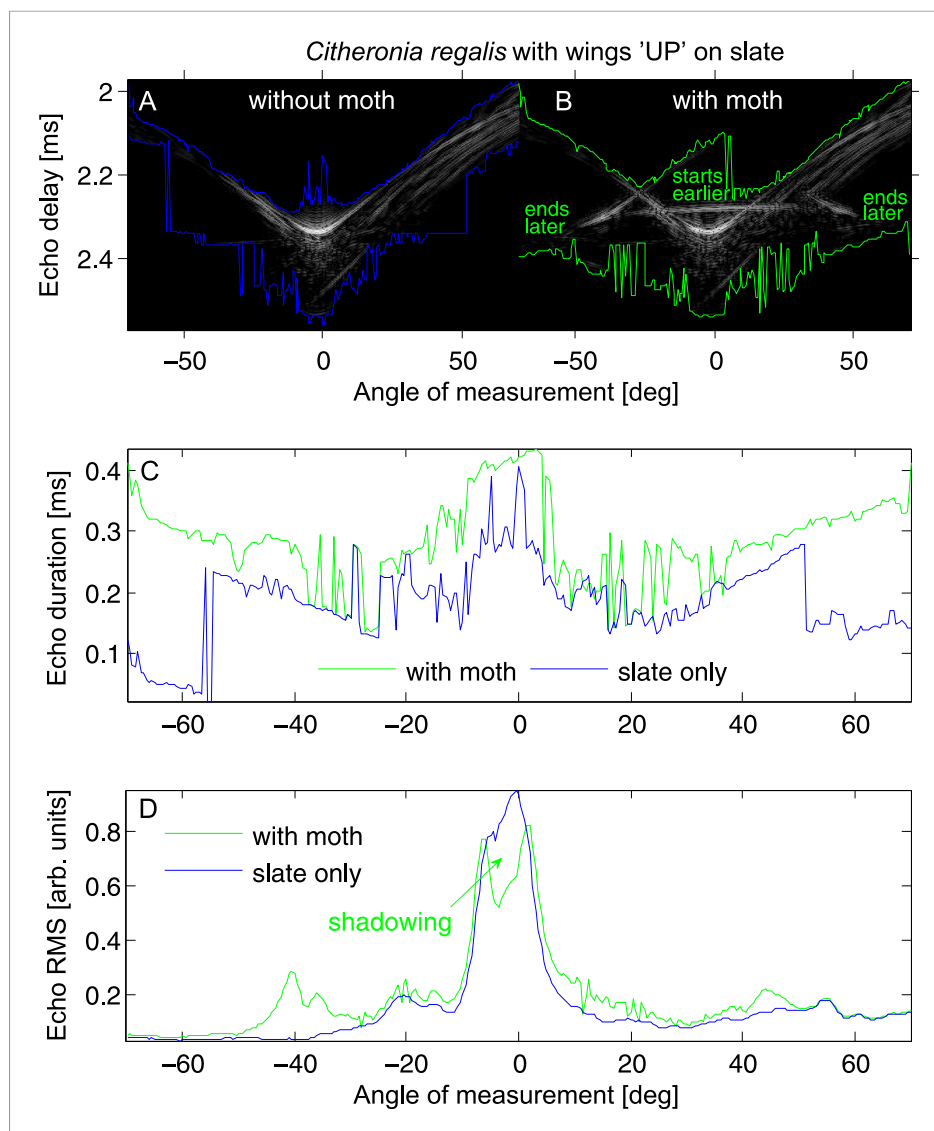 Citheronia regalis with wings 'UP' on slate
A
without moth
B
with moth
Echo delay [ms]
2
2.2
2.4
starts
earlier
ends
later
ends
later
−50
0
50
−50
0
50
Angle of measurement [deg]
C
Echo duration [ms]
0.4
0.3
0.2
0.1
with moth
slate only
−60
−40
−20
0
20
40
60
D
Echo RMS [arb. units]
0.8
0.6
0.4
0.2
with moth
slate only
shadowing
−60
−40
−20
0
20
40
60
Angle of measurement [deg]